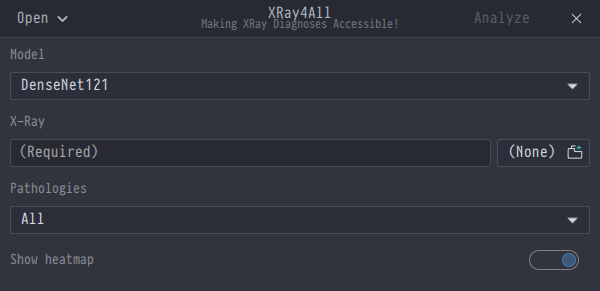 Open
XRay4All
Making XRay Diagnoses Accessible!
Analyze
Model
DenseNet121
X-Ray
(Required)
(None)
Pathologies
All
Show heatmap